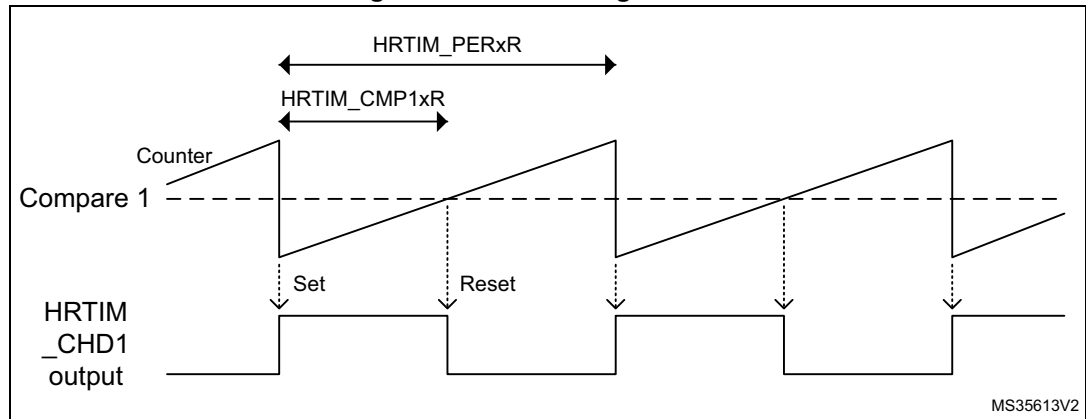 HRTIM_PERxR
HRTIM_CMP1xR
Counter
Compare 1
Set
Reset
HRTIM
_CHD1
output
MS35613V2